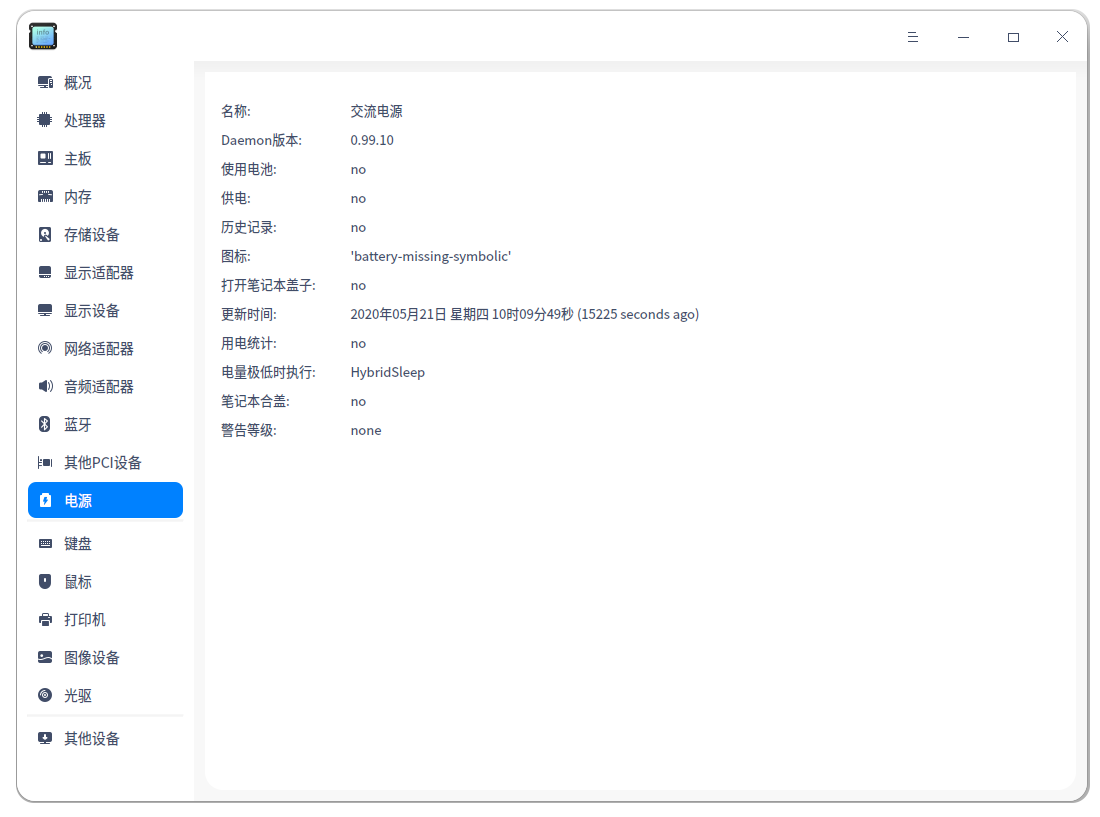 info
概况
处理器
主板
内存
存储设备
显示适配器
显示设备
网络适配器
音频适配器
蓝牙
其他PCI设备
电源
键盘
鼠标
打印机
图像设备
光驱
其他设备
名称: 交流电源
Daemon版本: 0.99.10
使用电池: no
供电: no
历史记录: no
图标: 'battery-missing-symbolic'
打开笔记本盖子: no
更新时间: 2020年05月21日 星期四 10时09分49秒 (15225 seconds ago)
用电统计: no
电量极低时执行: HybridSleep
笔记本合盖: no
警告等级: none